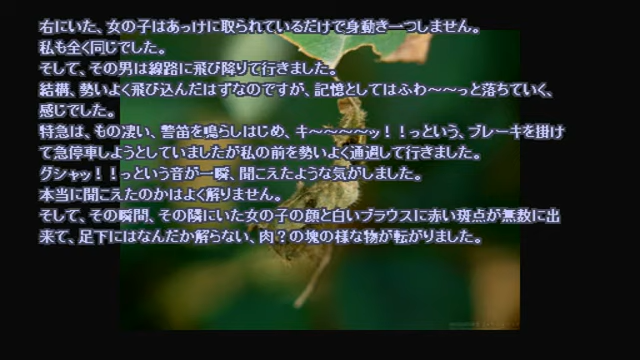 右にいた、女の子はあっけに取られているだけで身動き一つしません。
私も全く同じでした。
そして、その男は線路に飛び降りて行きました。
結構、勢いよく飛び込んだはずなのですが、記憶としてはふわ～～っと落ちていく、
感じでした。
特急は、もの凄い、警笛を鳴らしはじめ、キ～～～～ッ！！っという、ブレーキを掛け
て急停車しようとしていましたが私の前を勢いよく通過して行きました。
グシャッ！！っという音が一瞬、聞こえたような気がしました。
本当に聞こえたのかはよく解りません。
そして、その瞬間、その隣にいた女の子の顔と白いブラウスに赤い斑点が無数に出
来て、足下にはなんだか解らない、肉？の塊の様な物が転がりました。